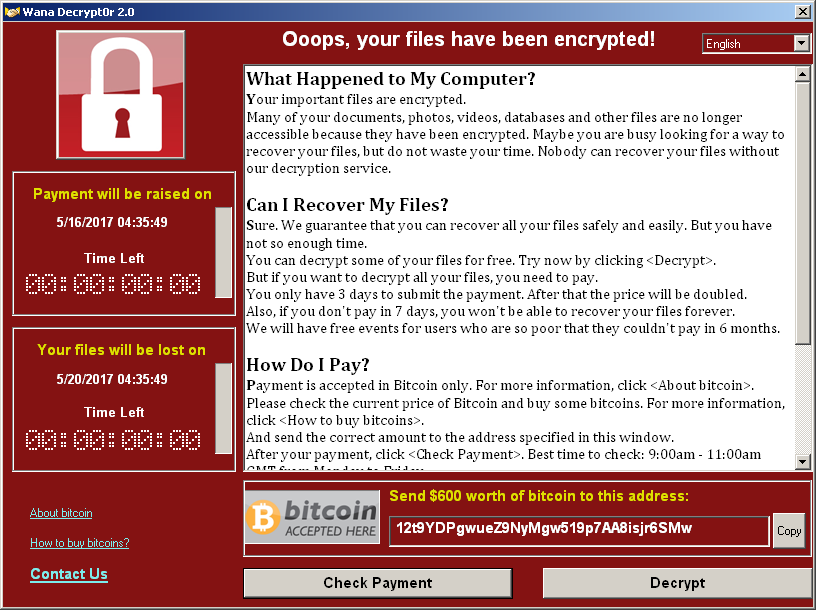 Wana Decrypt0r 2.0
Ooops, your files have been encrypted!
English
Payment will be raised on
5/16/2017 04:35:49
Time Left
00:00:00:00
Your files will be lost on
5/20/2017 04:35:49
Time Left
00:00:00:00
About bitcoin
How to buy bitcoins?
Contact Us
What Happened to My Computer?
Your important files are encrypted.
Many of your documents, photos, videos, databases and other files are no longer
accessible because they have been encrypted. Maybe you are busy looking for a way to
recover your files, but do not waste your time. Nobody can recover your files without
our decryption service.
Can I Recover My Files?
Sure. We guarantee that you can recover all your files safely and easily. But you have
not so enough time.
You can decrypt some of your files for free. Try now by clicking <Decrypt>.
But if you want to decrypt all your files, you need to pay.
You only have 3 days to submit the payment. After that the price will be doubled.
Also, if you don't pay in 7 days, you won't be able to recover your files forever.
We will have free events for users who are so poor that they couldn't pay in 6 months.
How Do I Pay?
Payment is accepted in Bitcoin only. For more information, click <About bitcoin>.
Please check the current price of Bitcoin and buy some bitcoins. For more information,
click <How to buy bitcoins>.
And send the correct amount to the address specified in this window.
After your payment, click <Check Payment>. Best time to check: 9:00am - 11:00am
GMT from Monday to Friday.
bitcoin
ACCEPTED HERE
Send $600 worth of bitcoin to this address:
12t9YDPgwueZ9NyMgw519p7AA8isjr6SMw
Copy
Check Payment
Decrypt